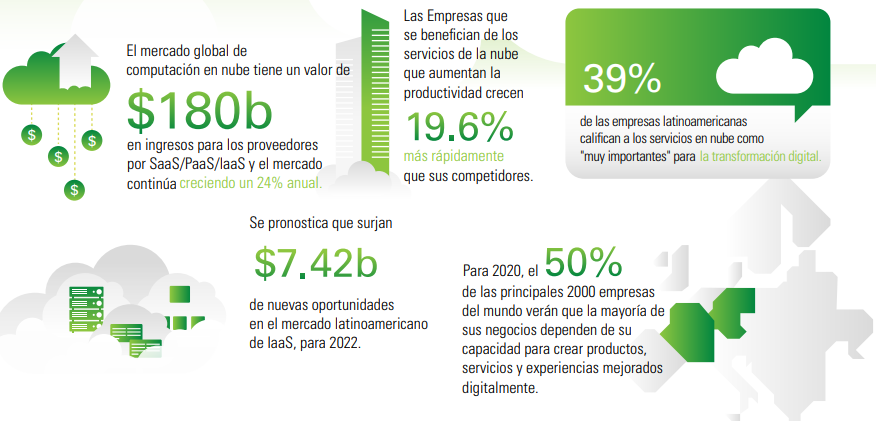 El mercado global de
computación en nube tiene un valor de
$180b
en ingresos para los proveedores
por SaaS/PaaS/IaaS y el mercado
continúa creciendo un 24% anual.
$
$
$
$
Las Empresas que
se benefician de los
servicios de la nube
que aumentan la
productividad crecen
19.6%
más rápidamente
que sus competidores.
39%
de las empresas latinoamericanas
califican a los servicios en nube como
"muy importantes" para la transformación digital.
Se pronostica que surjan
$7.42b
de nuevas oportunidades
en el mercado latinoamericano
de IaaS, para 2022.
Para 2020, el 50%
de las principales 2000 empresas
del mundo verán que la mayoría de
sus negocios dependen de su
capacidad para crear productos,
servicios y experiencias mejorados
digitalmente.